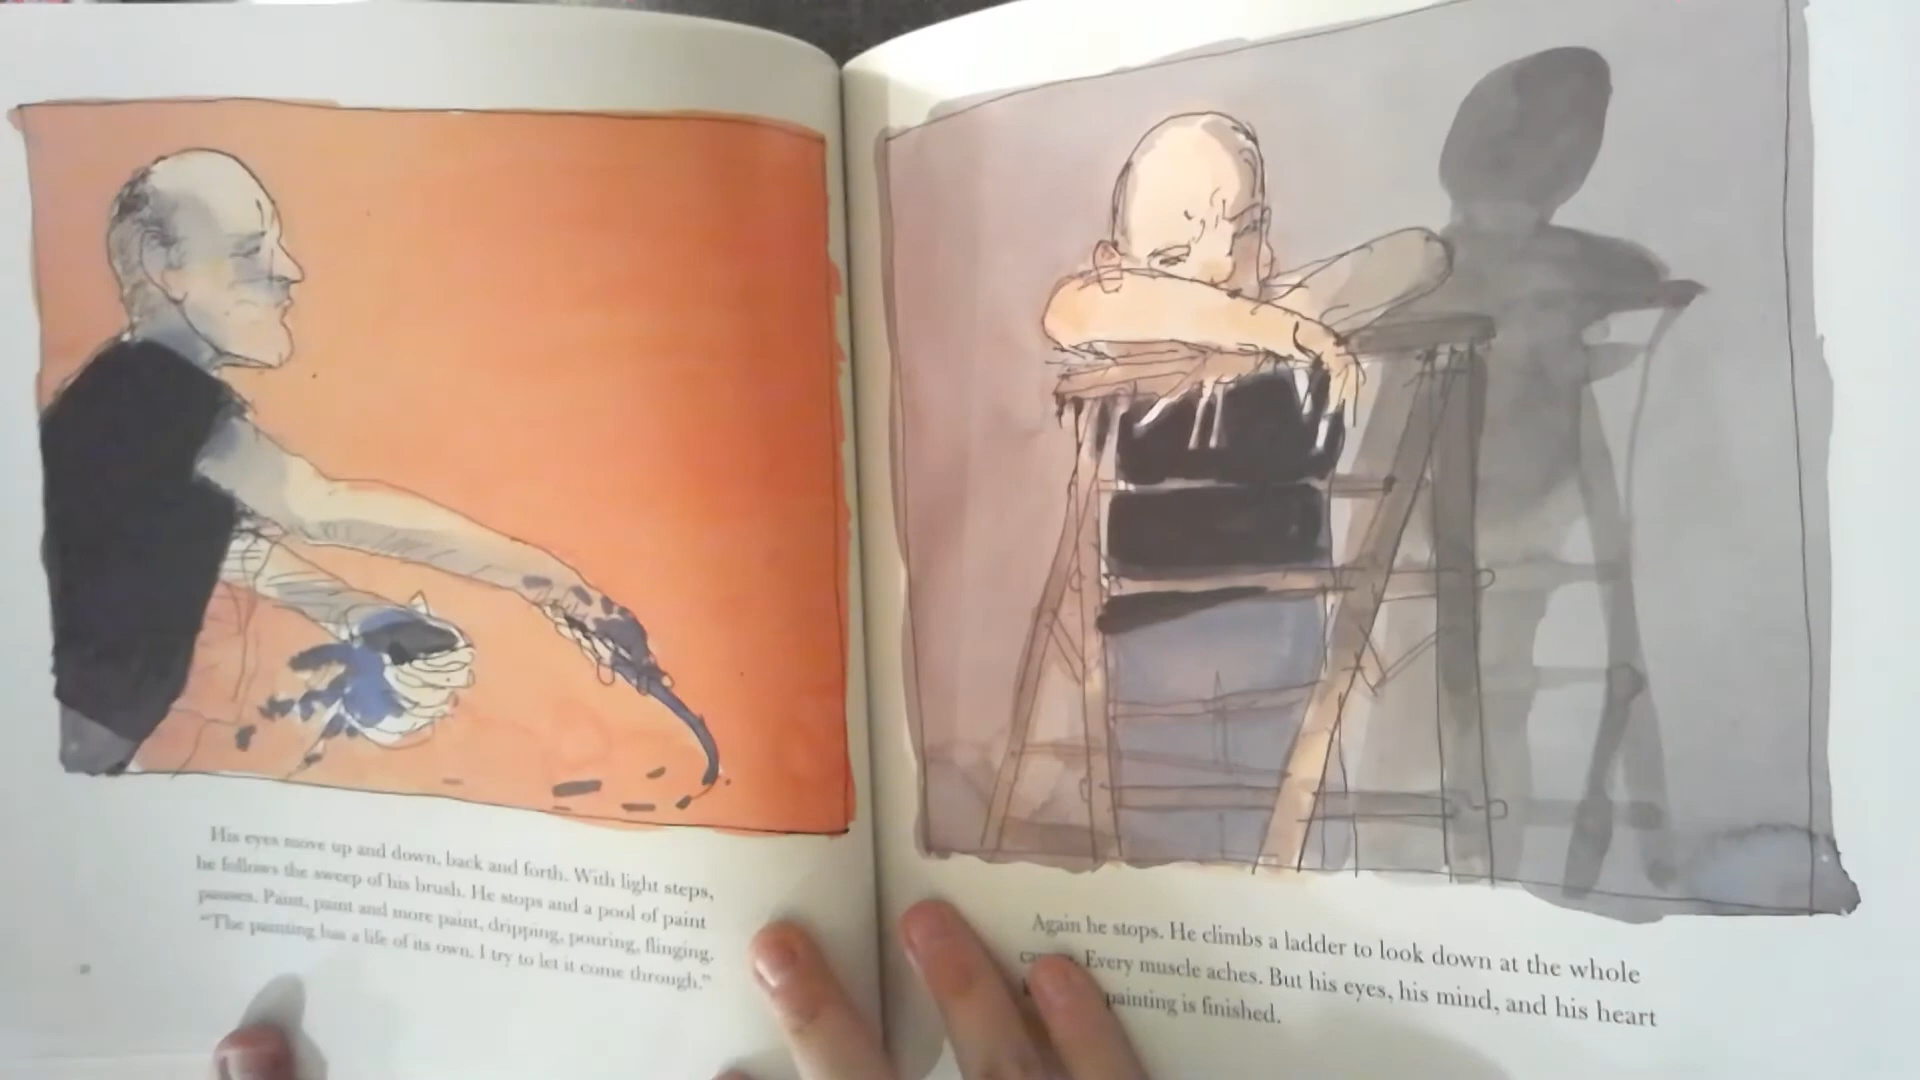 His eyes move up and down, back and forth. With light steps,
he follows the sweep of his brush. He stops and a pool of paint
pauses. Paint, paint and more paint, dripping, pouring, flinging.
“The painting has a life of its own. I try to let it come through.”
Again he stops. He climbs a ladder to look down at the whole
Every muscle aches. But his eyes, his mind, and his heart
painting is finished.